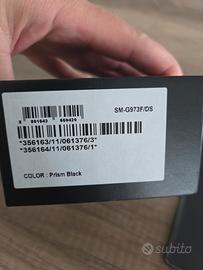 SM-G973F/DS
"356163/11/061376/3"
"356164/11/061376/1"
COLOR : Prism Black
subito